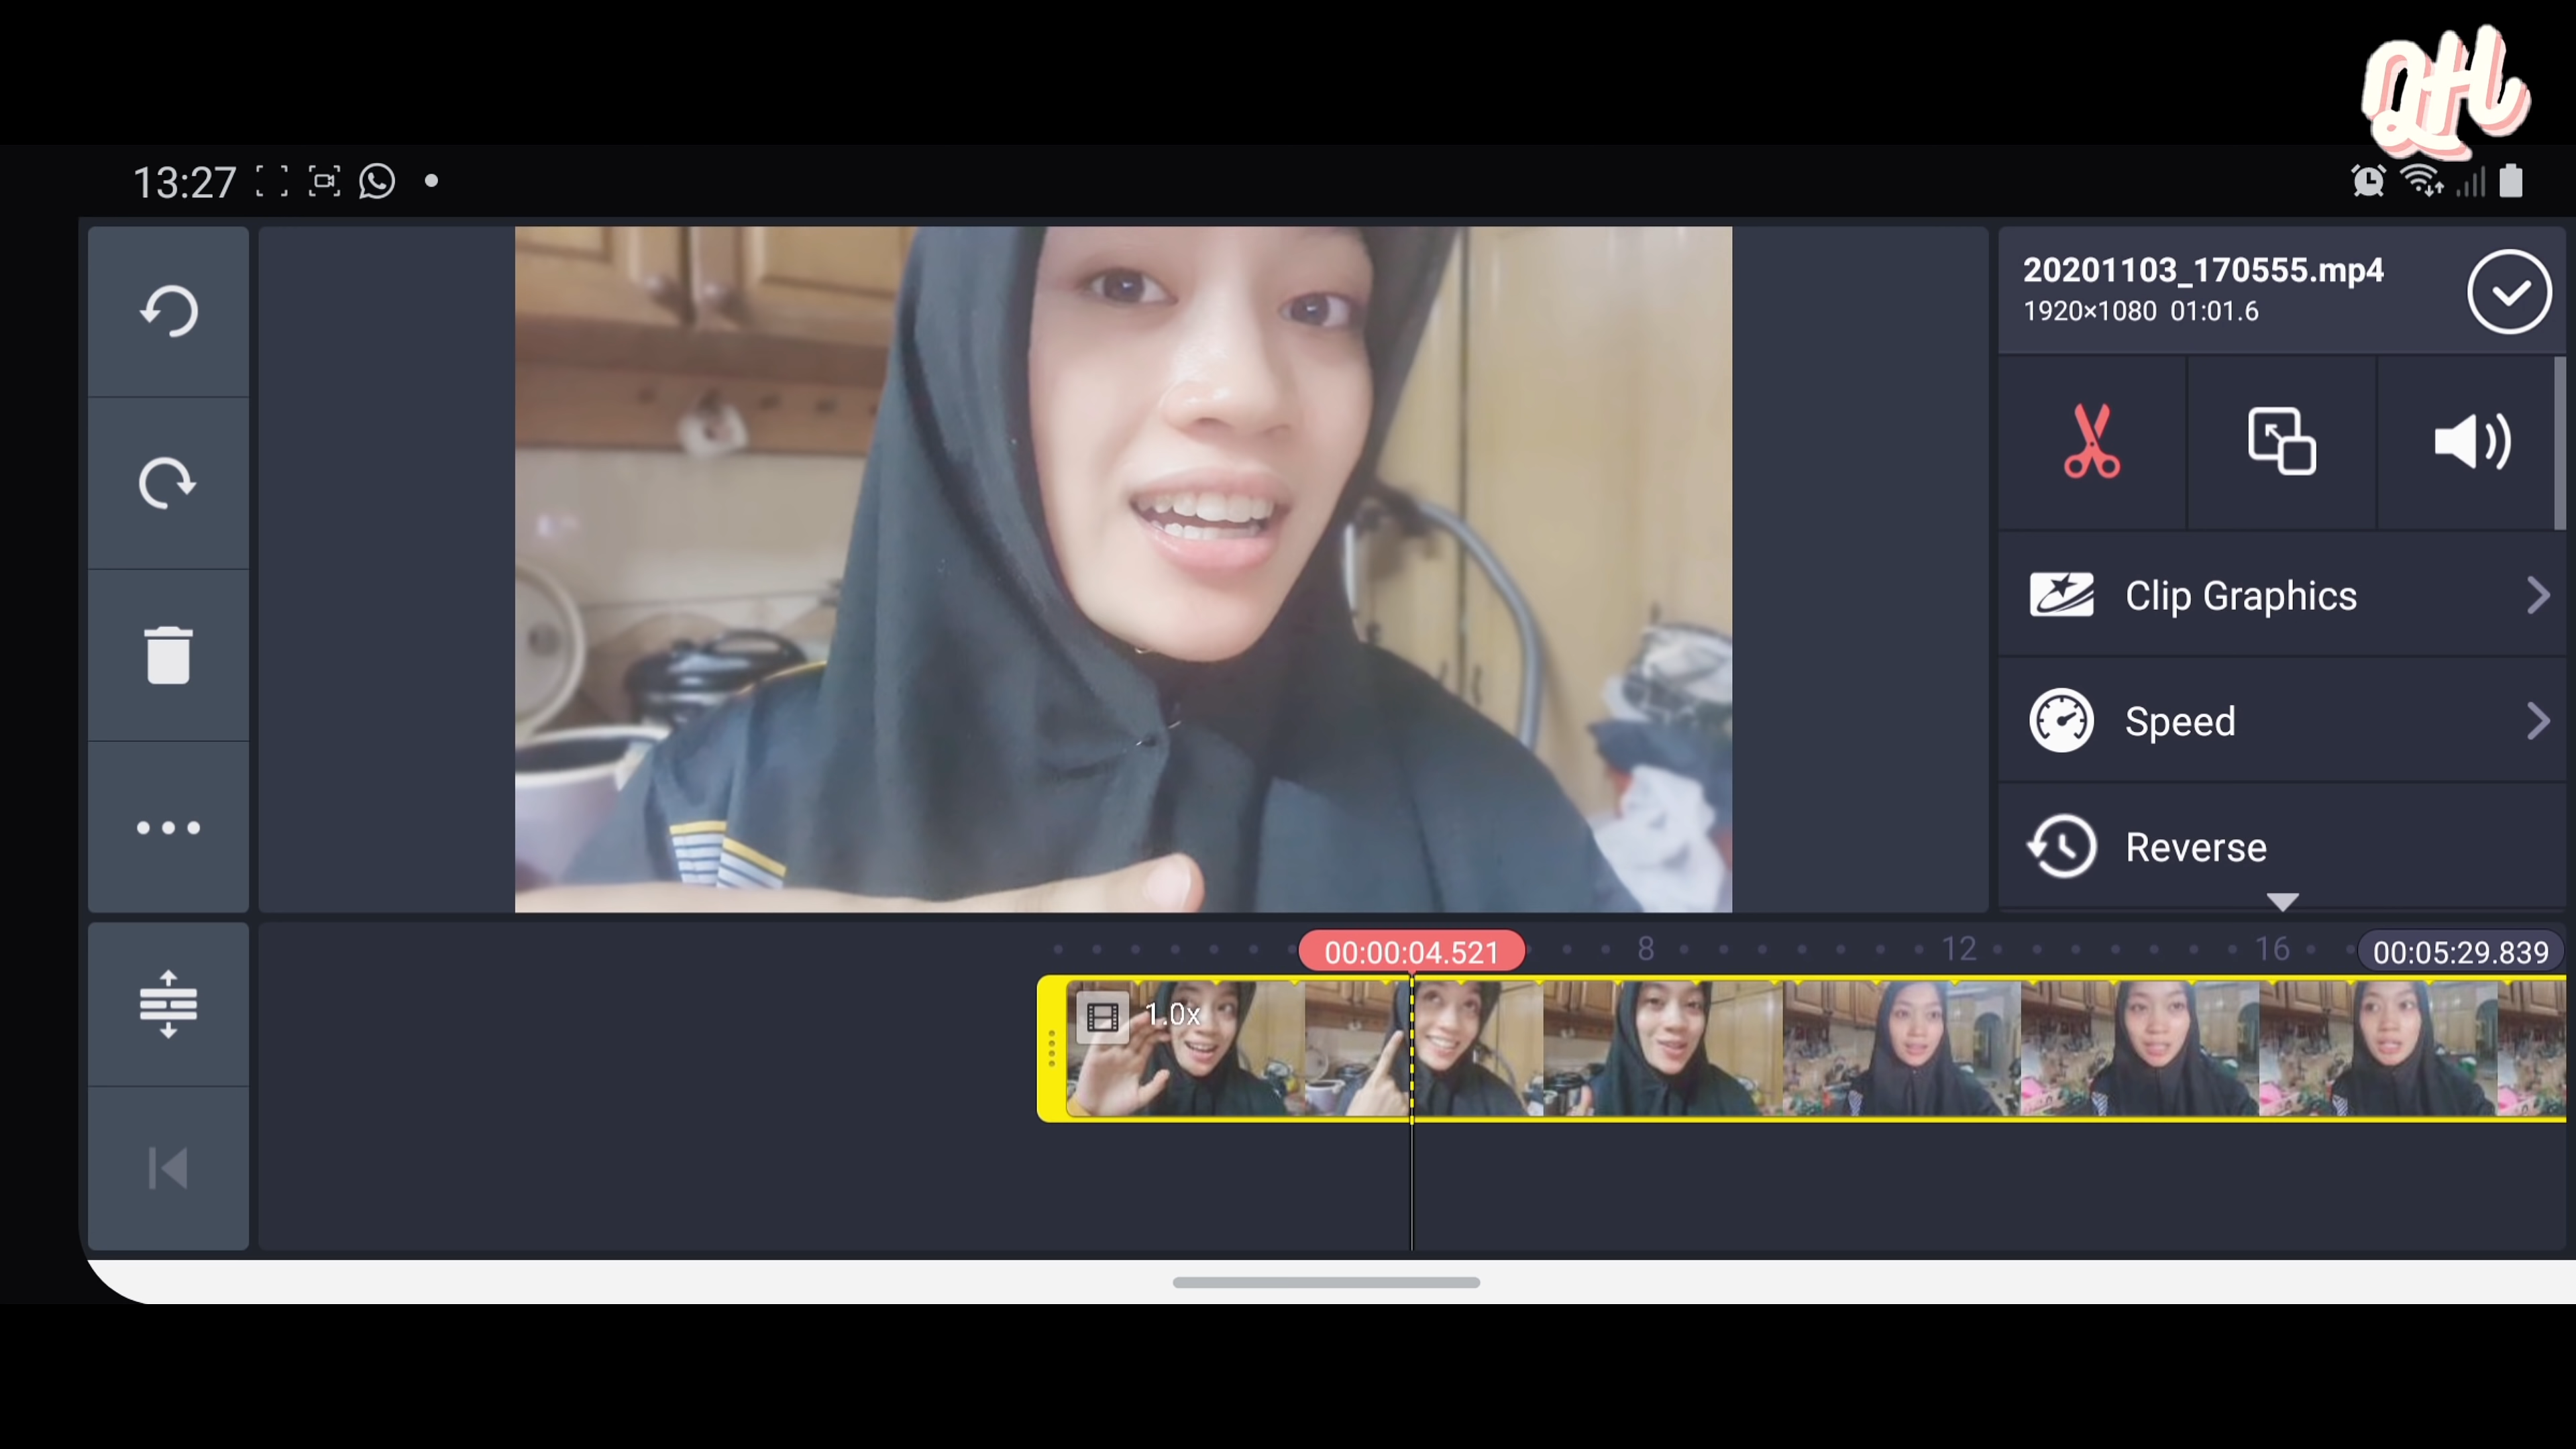 QHL
13:27
20201103_170555.mp4
1920×1080 01:01.6
Clip Graphics
Speed
Reverse
00:00:04.521
8
12
16
00:05:29.839
1.0x